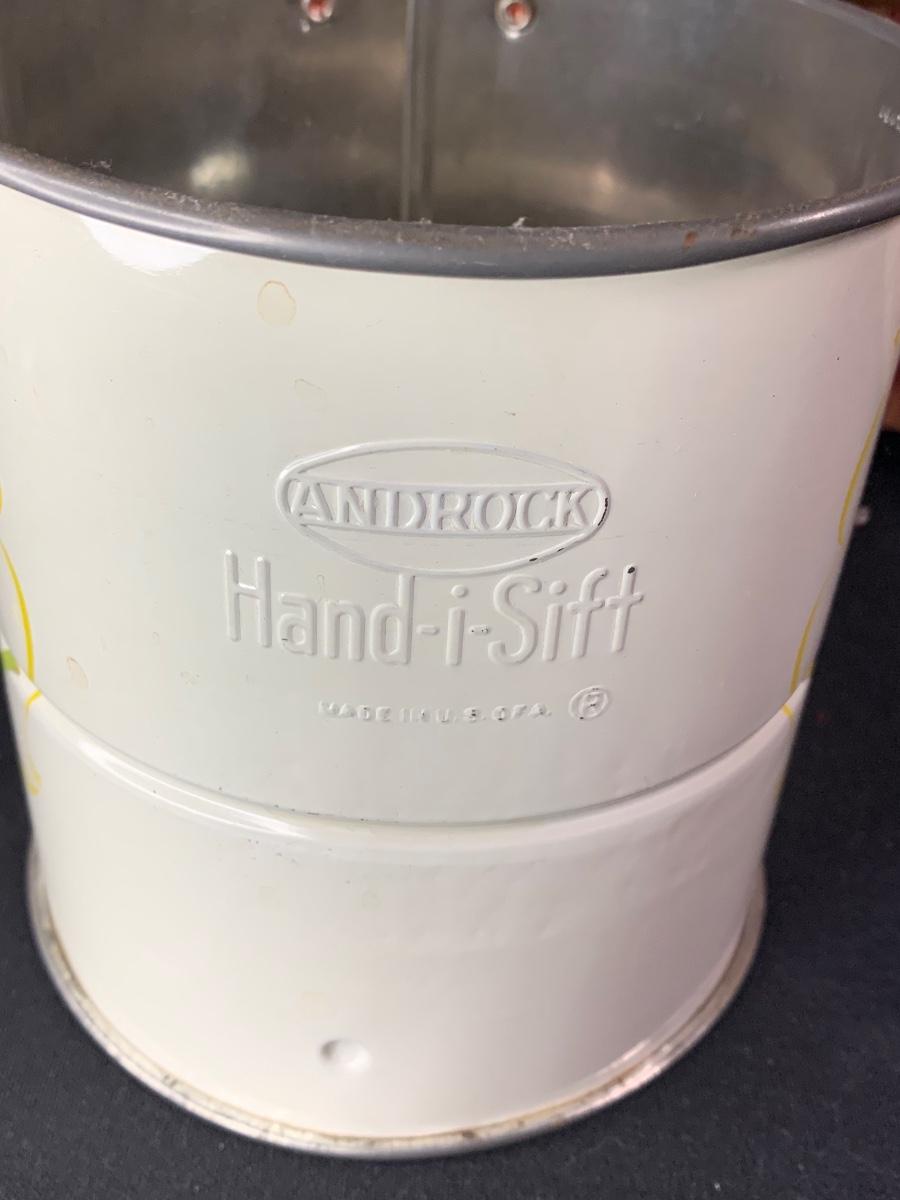 ANDROCK
Hand-i-Sift
MADE IN U.S. OF A. ®